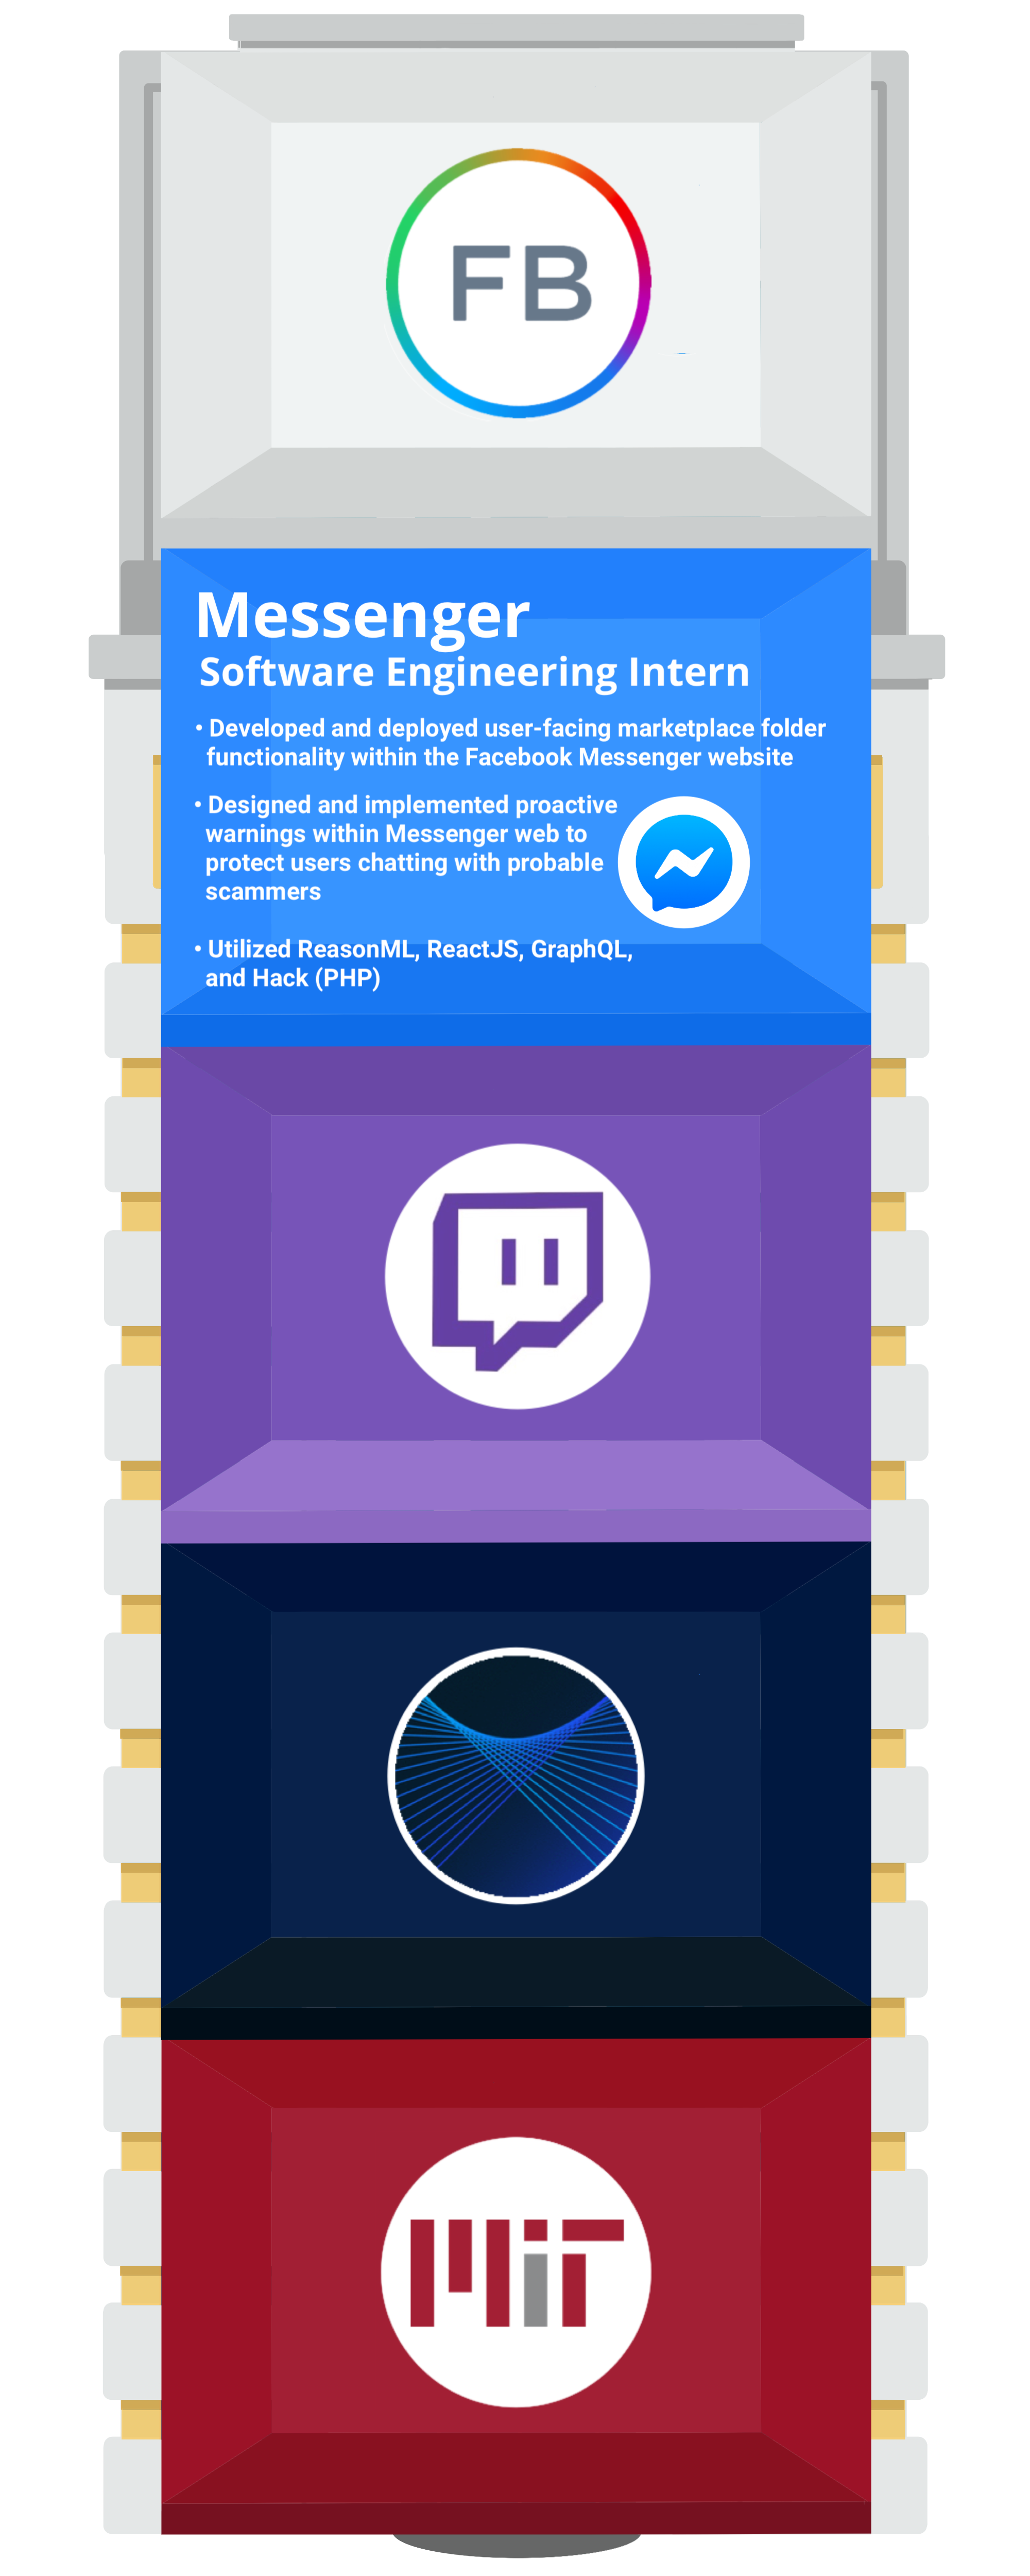 FB
Messenger
Software Engineering Intern
• Developed and deployed user-facing marketplace folder
functionality within the Facebook Messenger website
• Designed and implemented proactive
warnings within Messenger web to
protect users chatting with probable
scammers
• Utilized ReasonML, ReactJS, GraphQL,
and Hack (PHP)
MIT